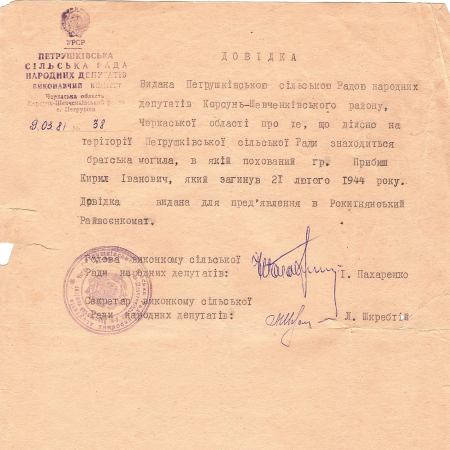 УРСР
ПЕТРУШКІВСЬКА
СІЛЬСЬКА РАДА
НАРОДНИХ ДЕПУТАТІВ
ВИКОНАВЧИЙ КОМІТЕТ
Черкаська область
Корсунь-Шевченківський
с. Петрушки
9.03.81 № 38
ДОВІДКА
Видана Петрушківською сільською Радою народних
депутатів Корсунь-Шевченківського району,
Черкаської області про те, що дійсно на
території Петрушківської сільської Ради знаходиться
братська могила, в якій похований гр. Прибиш
Кирил Іванович, який загинув 21 лютого 1944 року.
Довідка видана для пред'явлення в Рокитнянський
Райвоєнкомат.
Голова виконкому сільської
Ради народних депутатів:
І. Пахаренко
Секретар виконкому сільської
Ради народних депутатів:
Л. Шкребтій